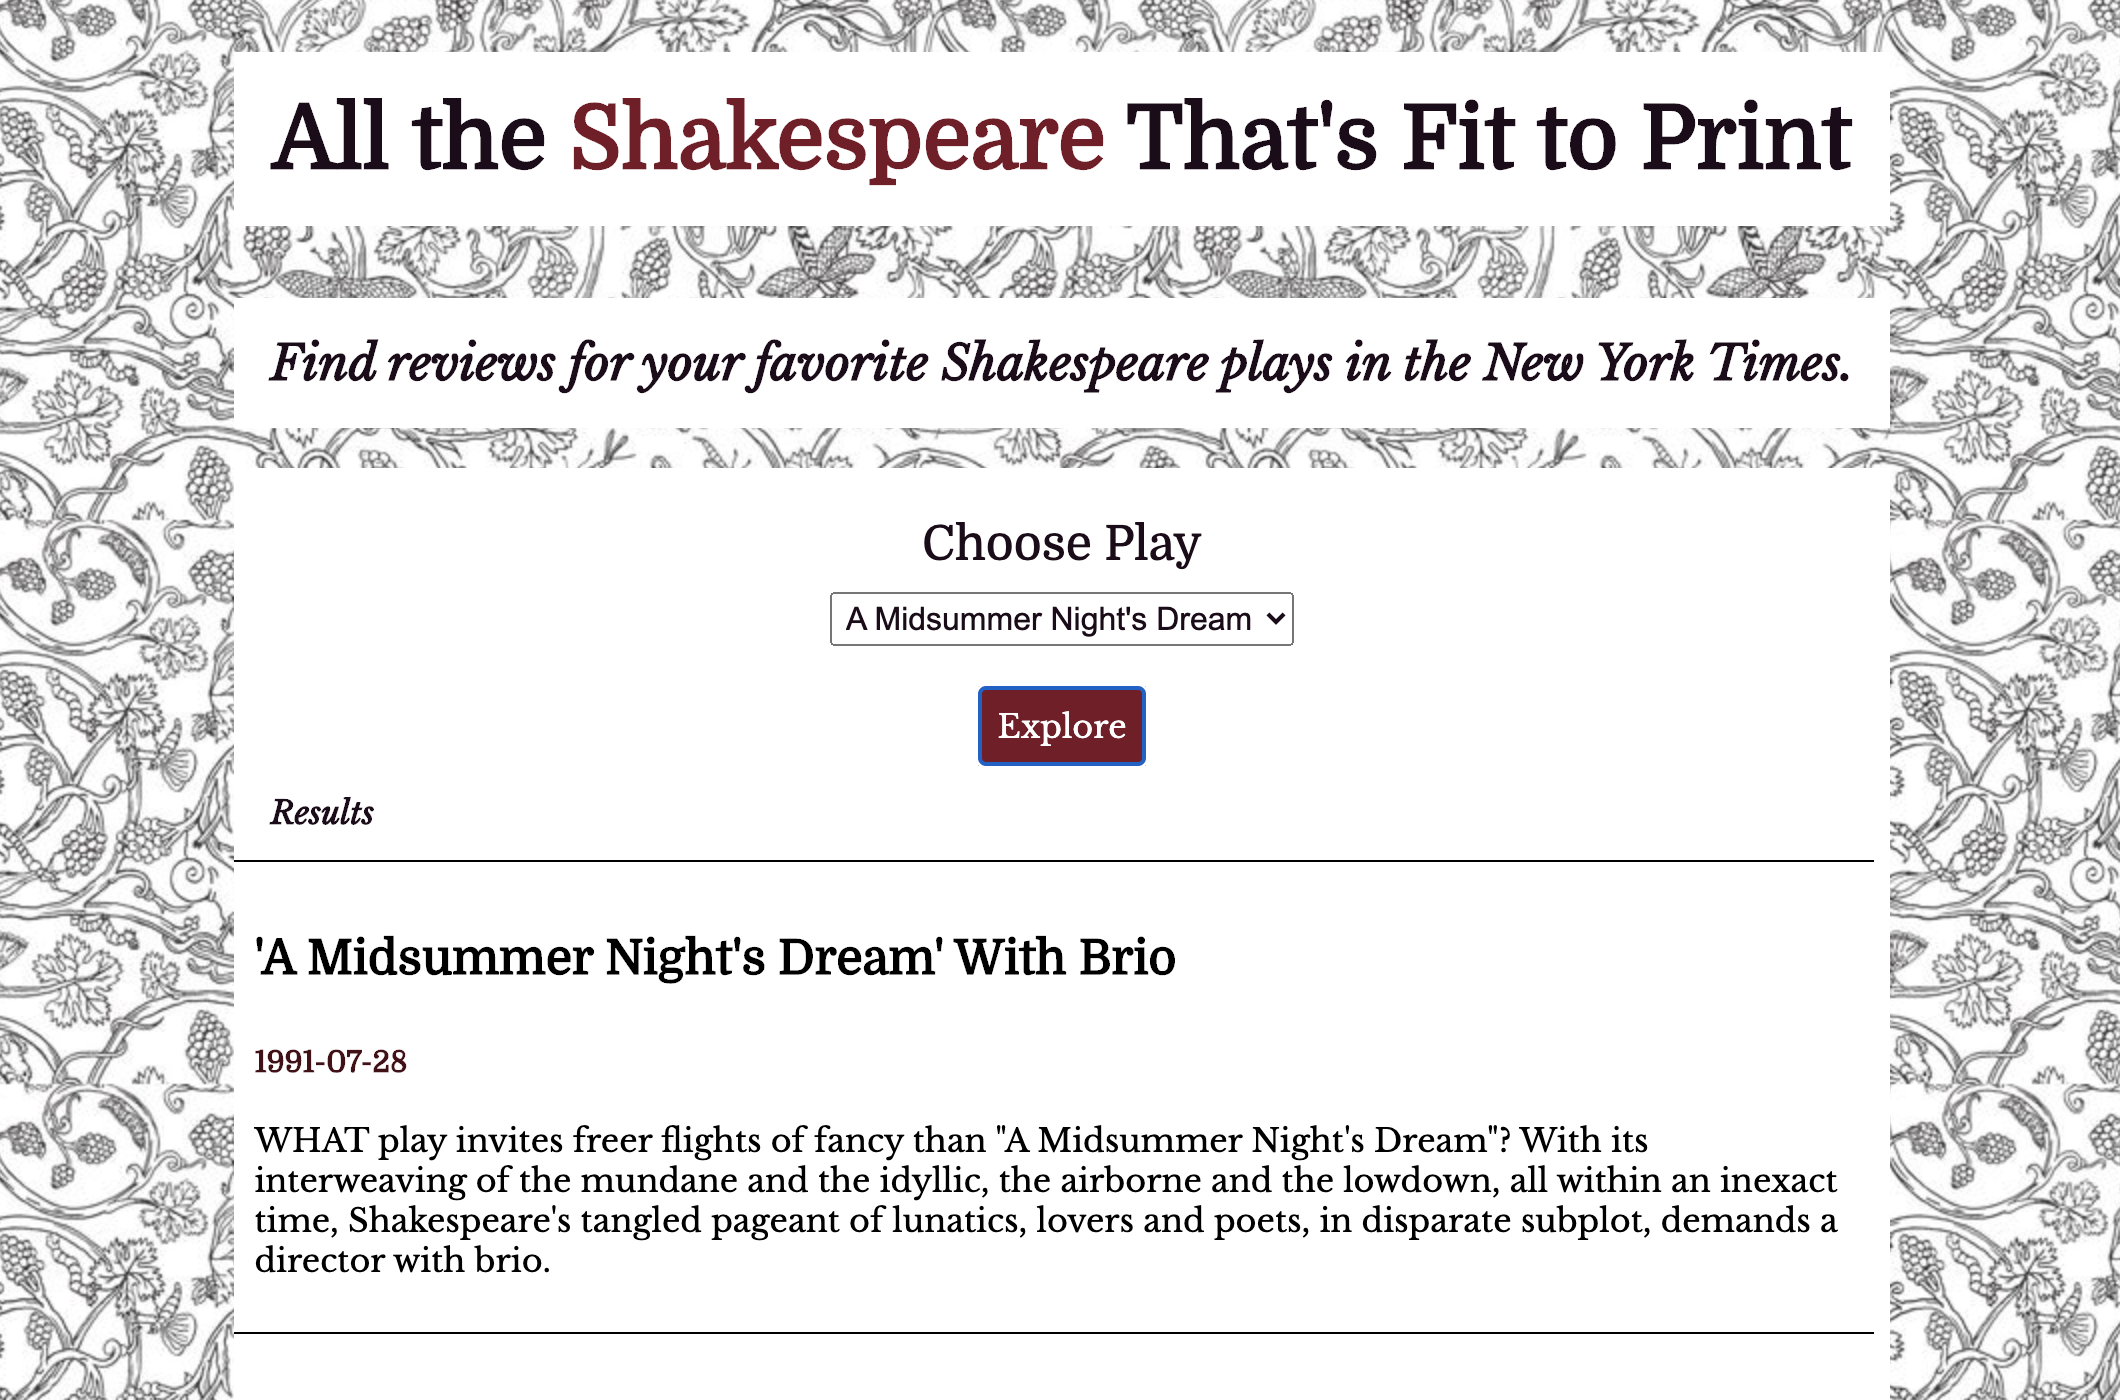 All the Shakespeare That's Fit to Print
Find reviews for your favorite Shakespeare plays in the New York Times.
Choose Play
A Midsummer Night's Dream
Explore
Results
'A Midsummer Night's Dream' With Brio
1991-07-28
WHAT play invites freer flights of fancy than "A Midsummer Night's Dream"? With its
interweaving of the mundane and the idyllic, the airborne and the lowdown, all within an inexact
time, Shakespeare's tangled pageant of lunatics, lovers and poets, in disparate subplot, demands a
director with brio.